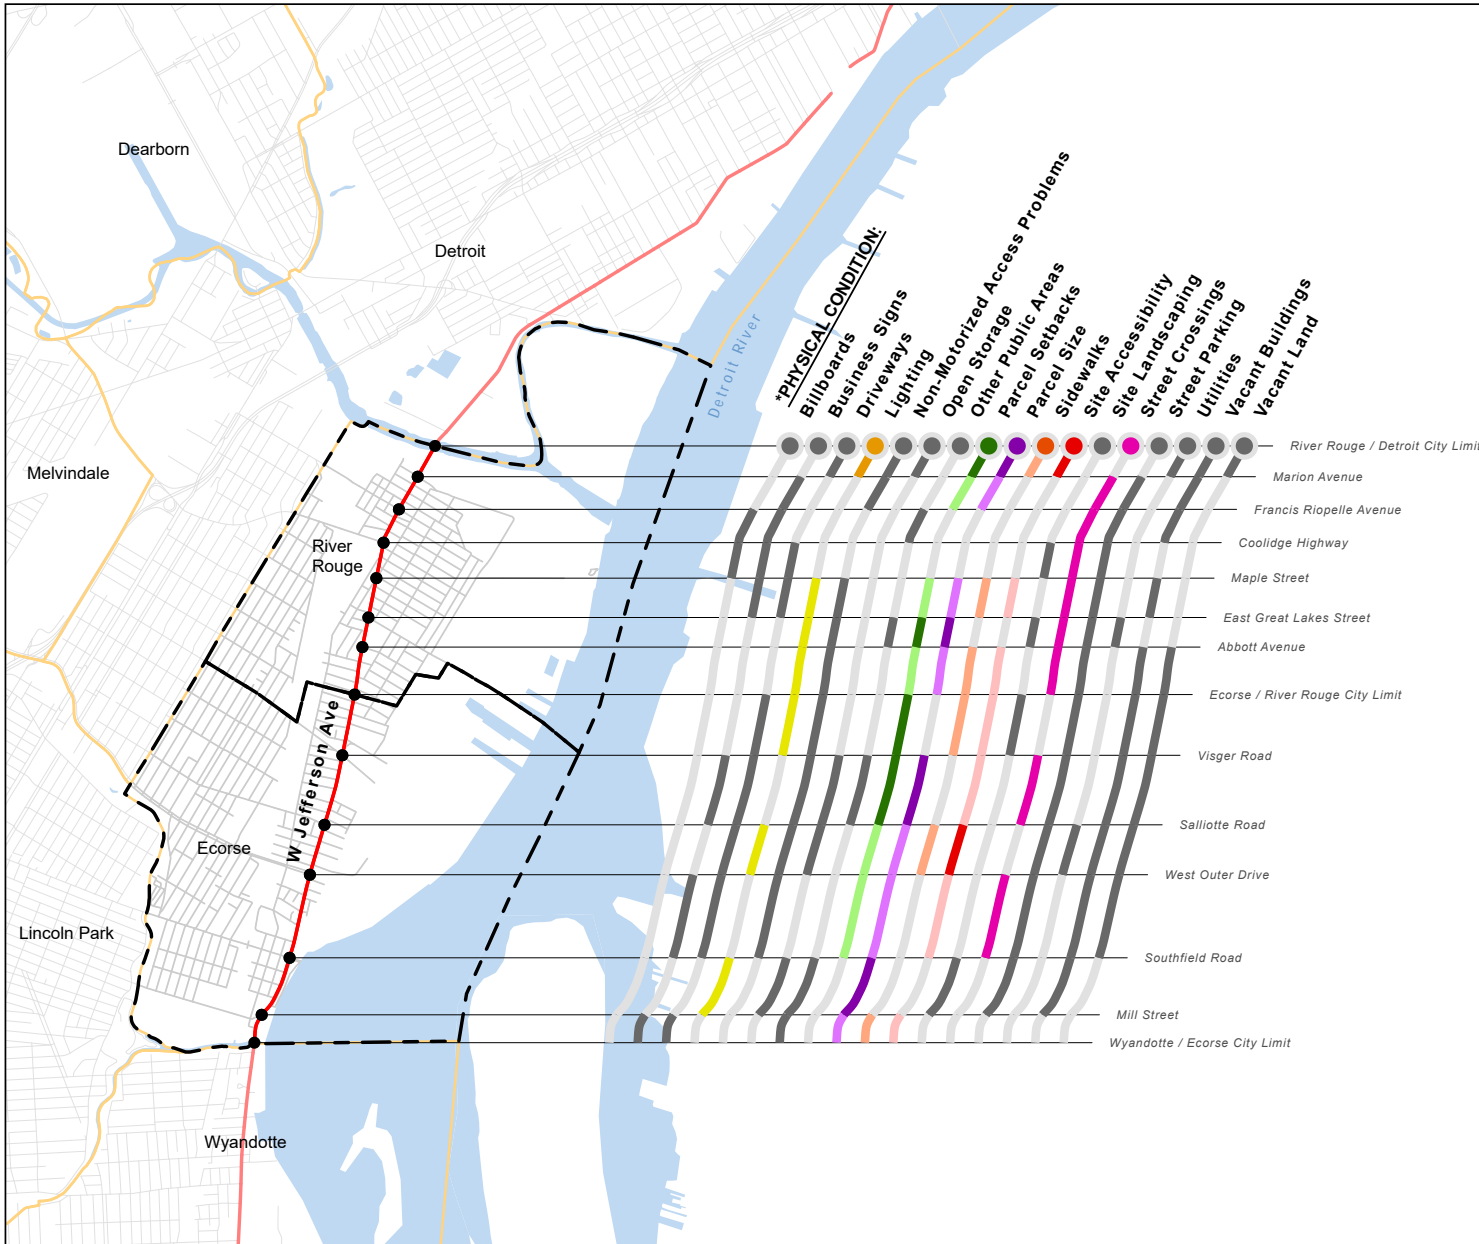 Dearborn
Detroit
Melvindale
River
Rouge
Ecorse
Lincoln Park
Wyandotte
W Jefferson Ave
Detroit River
*PHYSICAL CONDITION:
Billboards
Business Signs
Driveways
Lighting
Non-Motorized Access Problems
Open Storage
Other Public Areas
Parcel Setbacks
Parcel Size
Sidewalks
Site Accessibility
Site Landscaping
Street Crossings
Street Parking
Utilities
Vacant Buildings
Vacant Land
River Rouge / Detroit City Limit
Marion Avenue
Francis Riopelle Avenue
Coolidge Highway
Maple Street
East Great Lakes Street
Abbott Avenue
Ecorse / River Rouge City Limit
Visger Road
Salliotte Road
West Outer Drive
Southfield Road
Mill Street
Wyandotte / Ecorse City Limit